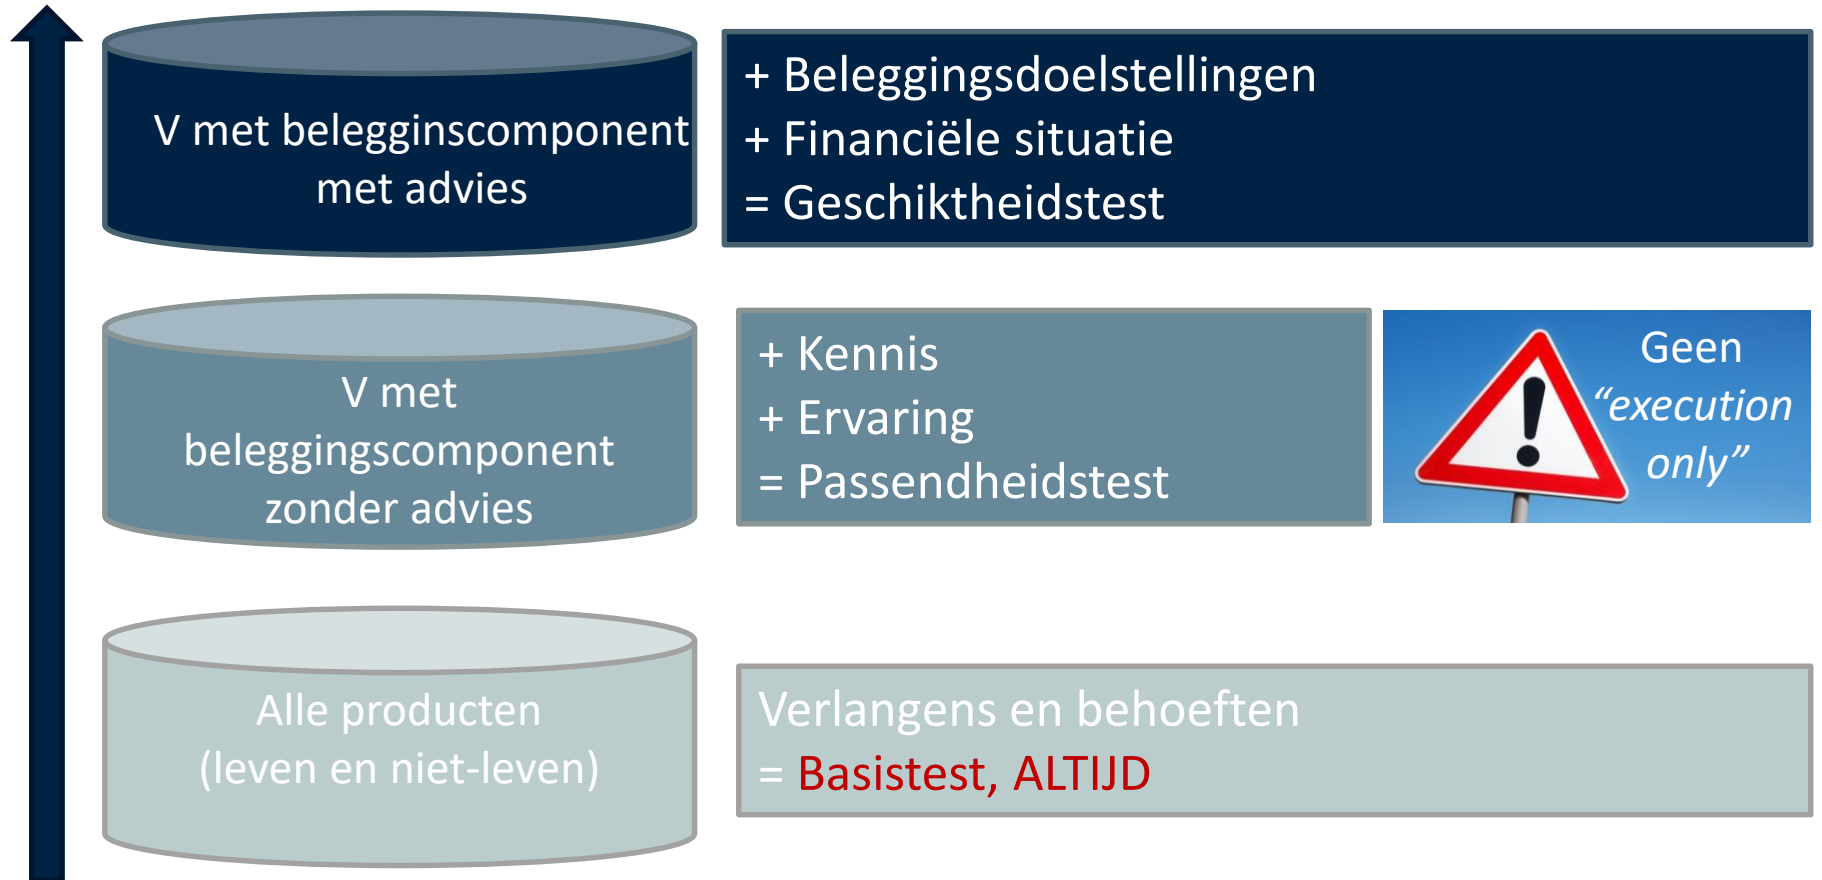 V met belegginscomponent
met advies
+ Beleggingsdoelstellingen
+ Financiële situatie
= Geschiktheidstest
V met
beleggingscomponent
zonder advies
+ Kennis
+ Ervaring
= Passendheidstest
Geen
“execution
only”
Alle producten
(leven en niet-leven)
Verlangens en behoeften
= Basistest, ALTIJD